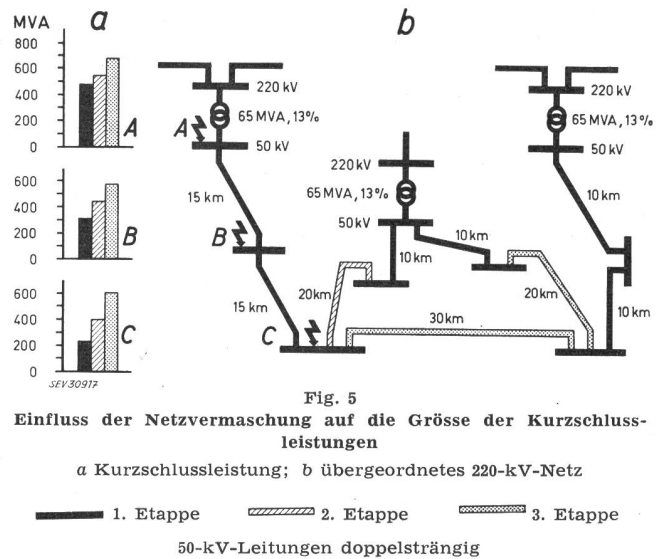 MVA
a
800
600
400
200
0
A
600
400
200
0
B
600
400
200
0
C
SEV30917
b
220 kV
65 MVA, 13%
A
50 kV
15 km
B
15 km
C
220 kV
65 MVA, 13%
50 kV
10 km
10 km
20km
20km
30km
220 kV
65 MVA, 13%
50 kV
10 km
10 km
Fig. 5
Einfluss der Netzvermaschung auf die Grösse der Kurzschluss-
leistungen
a Kurzschlussleistung; b übergeordnetes 220-kV-Netz
1. Etappe 2. Etappe 3. Etappe
50-kV-Leitungen doppelsträngig